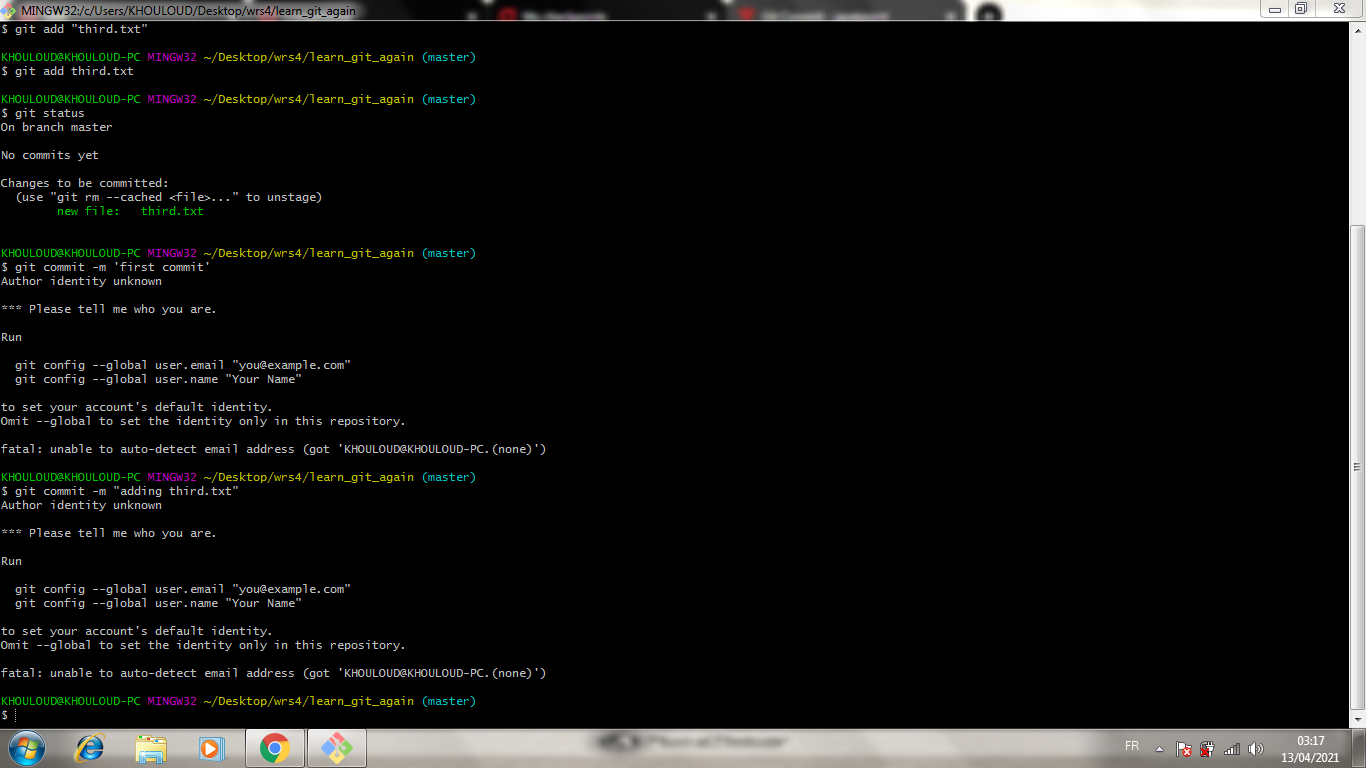 MINGW32:/c/Users/KHOULOUD/Desktop/wrs4/learn_git_again
$ git add "third.txt"
KHOULOUD@KHOULOUD-PC MINGW32 ~/Desktop/wrs4/learn_git_again (master)
$ git add third.txt
KHOULOUD@KHOULOUD-PC MINGW32 ~/Desktop/wrs4/learn_git_again (master)
$ git status
On branch master
No commits yet
Changes to be committed:
(use "git rm --cached <file>..." to unstage)
new file: third.txt
KHOULOUD@KHOULOUD-PC MINGW32 ~/Desktop/wrs4/learn_git_again (master)
$ git commit -m 'first commit'
Author identity unknown
*** Please tell me who you are.
Run
git config --global user.email "you@example.com"
git config --global user.name "Your Name"
to set your account's default identity.
Omit --global to set the identity only in this repository.
fatal: unable to auto-detect email address (got 'KHOULOUD@KHOULOUD-PC.(none)')
KHOULOUD@KHOULOUD-PC MINGW32 ~/Desktop/wrs4/learn_git_again (master)
$ git commit -m "adding third.txt"
Author identity unknown
*** Please tell me who you are.
Run
git config --global user.email "you@example.com"
git config --global user.name "Your Name"
to set your account's default identity.
Omit --global to set the identity only in this repository.
fatal: unable to auto-detect email address (got 'KHOULOUD@KHOULOUD-PC.(none)')
KHOULOUD@KHOULOUD-PC MINGW32 ~/Desktop/wrs4/learn_git_again (master)
$
FR
03:17
13/04/2021